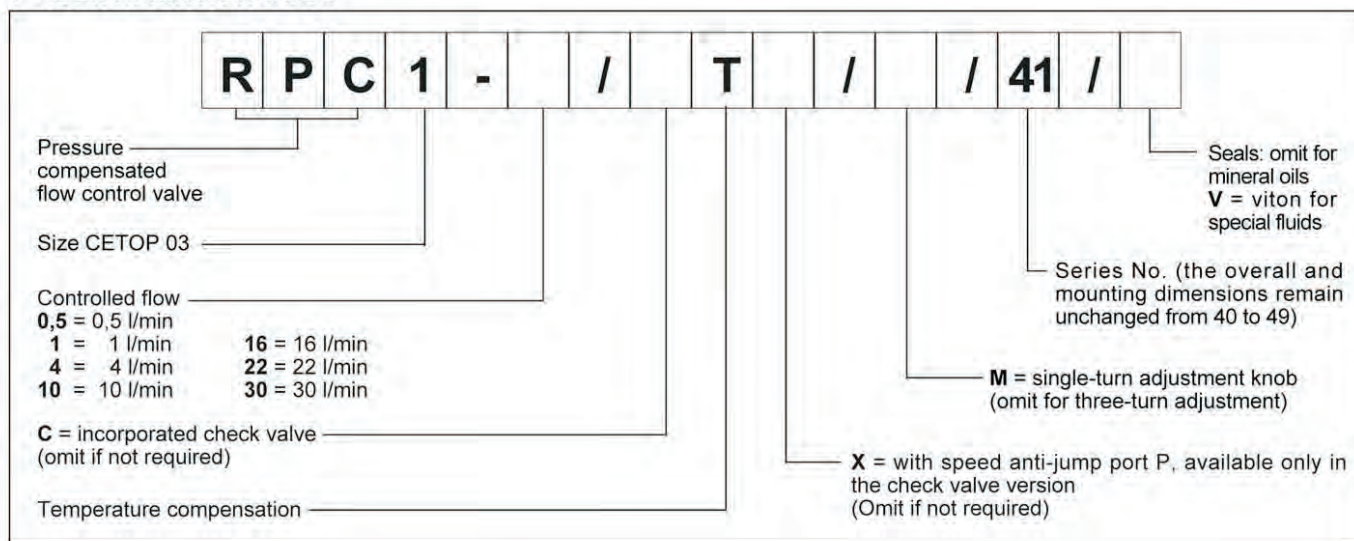 RPC1- / T / / 41 /
Pressure
compensated
flow control valve
Size CETOP 03
Controlled flow
0,5 = 0,5 l/min
1 = 1 l/min
4 = 4 l/min
10 = 10 l/min
16 = 16 l/min
22 = 22 l/min
30 = 30 l/min
C = incorporated check valve
(omit if not required)
Temperature compensation
Seals: omit for
mineral oils
V = viton for
special fluids
Series No. (the overall and
mounting dimensions remain
unchanged from 40 to 49)
M = single-turn adjustment knob
(omit for three-turn adjustment)
X = with speed anti-jump port P, available only in
the check valve version
(Omit if not required)